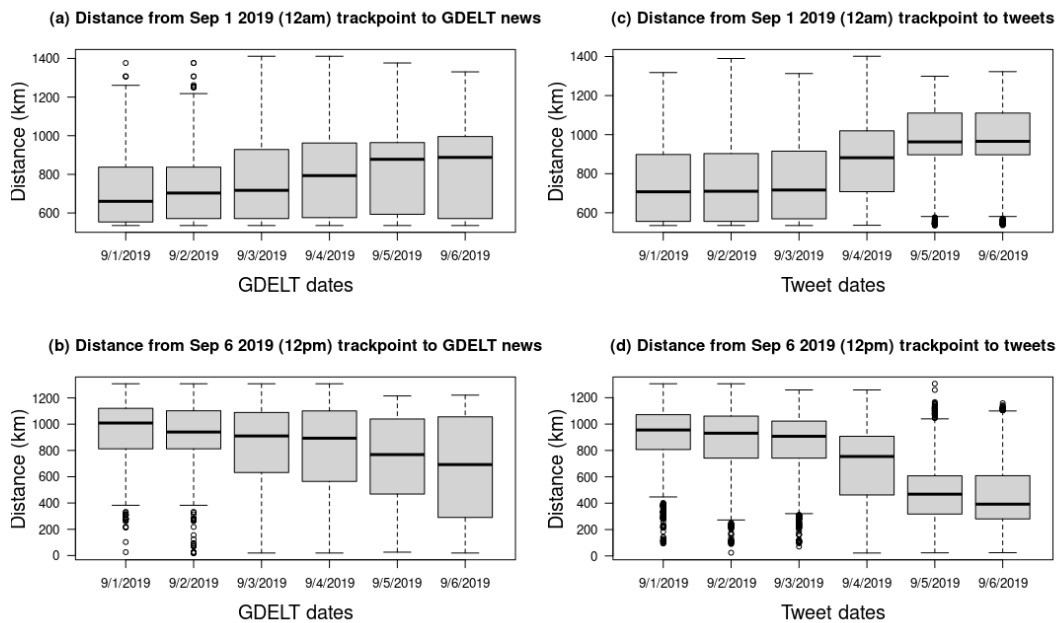 (a) Distance from Sep 1 2019 (12am) trackpoint to GDELT news
Distance (km)
1400
1200
1000
800
600
9/1/2019 9/2/2019 9/3/2019 9/4/2019 9/5/2019 9/6/2019
GDELT dates
(c) Distance from Sep 1 2019 (12am) trackpoint to tweets
Distance (km)
1400
1200
1000
800
600
9/1/2019 9/2/2019 9/3/2019 9/4/2019 9/5/2019 9/6/2019
Tweet dates
(b) Distance from Sep 6 2019 (12pm) trackpoint to GDELT news
Distance (km)
1200
1000
800
600
400
200
0
9/1/2019 9/2/2019 9/3/2019 9/4/2019 9/5/2019 9/6/2019
GDELT dates
(d) Distance from Sep 6 2019 (12pm) trackpoint to tweets
Distance (km)
1200
1000
800
600
400
200
0
9/1/2019 9/2/2019 9/3/2019 9/4/2019 9/5/2019 9/6/2019
Tweet dates